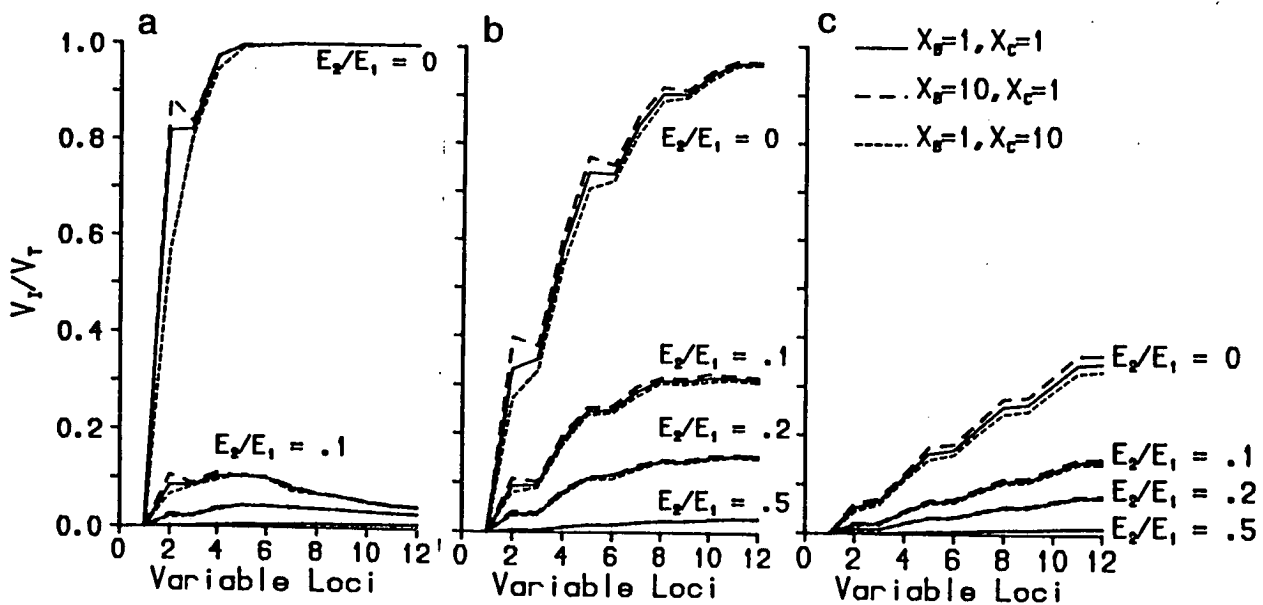 a
b
c
X_B=1, X_C=1
X_B=10, X_C=1
X_B=1, X_C=10
V_I/V_T
1.0
0.8
0.6
0.4
0.2
0.0
E_2/E_1 = 0
E_2/E_1 = .1
0 2 4 6 8 10 12
Variable Loci
E_2/E_1 = 0
E_2/E_1 = .1
E_2/E_1 = .2
E_2/E_1 = .5
0 2 4 6 8 10 12
Variable Loci
E_2/E_1 = 0
E_2/E_1 = .1
E_2/E_1 = .2
E_2/E_1 = .5
0 2 4 6 8 10 12
Variable Loci